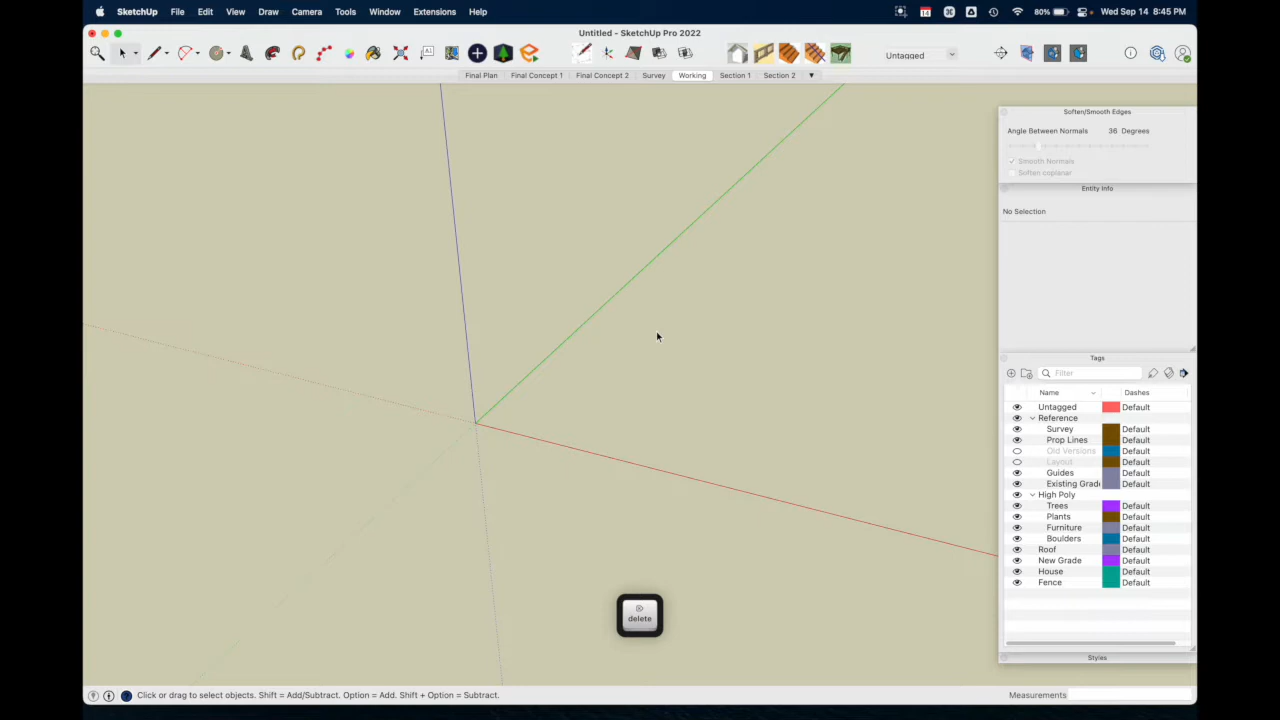 SketchUp File Edit View Draw Camera Tools Window Extensions Help 14 80% Wed Sep 14 8:45 PM
Untitled - SketchUp Pro 2022
Untagged
Final Plan Final Concept 1 Final Concept 2 Survey Working Section 1 Section 2
Soften/Smooth Edges
Angle Between Normals 36 Degrees
Smooth Normals
Soften coplanar
Entity Info
No Selection
Tags
Filter
Name Dashes
Untagged Default
Reference
Survey Default
Prop Lines Default
Old Versions Default
Layout Default
Guides Default
Existing Grade Default
High Poly
Trees Default
Plants Default
Furniture Default
Boulders Default
Roof Default
New Grade Default
House Default
Fence Default
delete
Styles
Click or drag to select objects. Shift = Add/Subtract. Option = Add. Shift + Option = Subtract.
Measurements